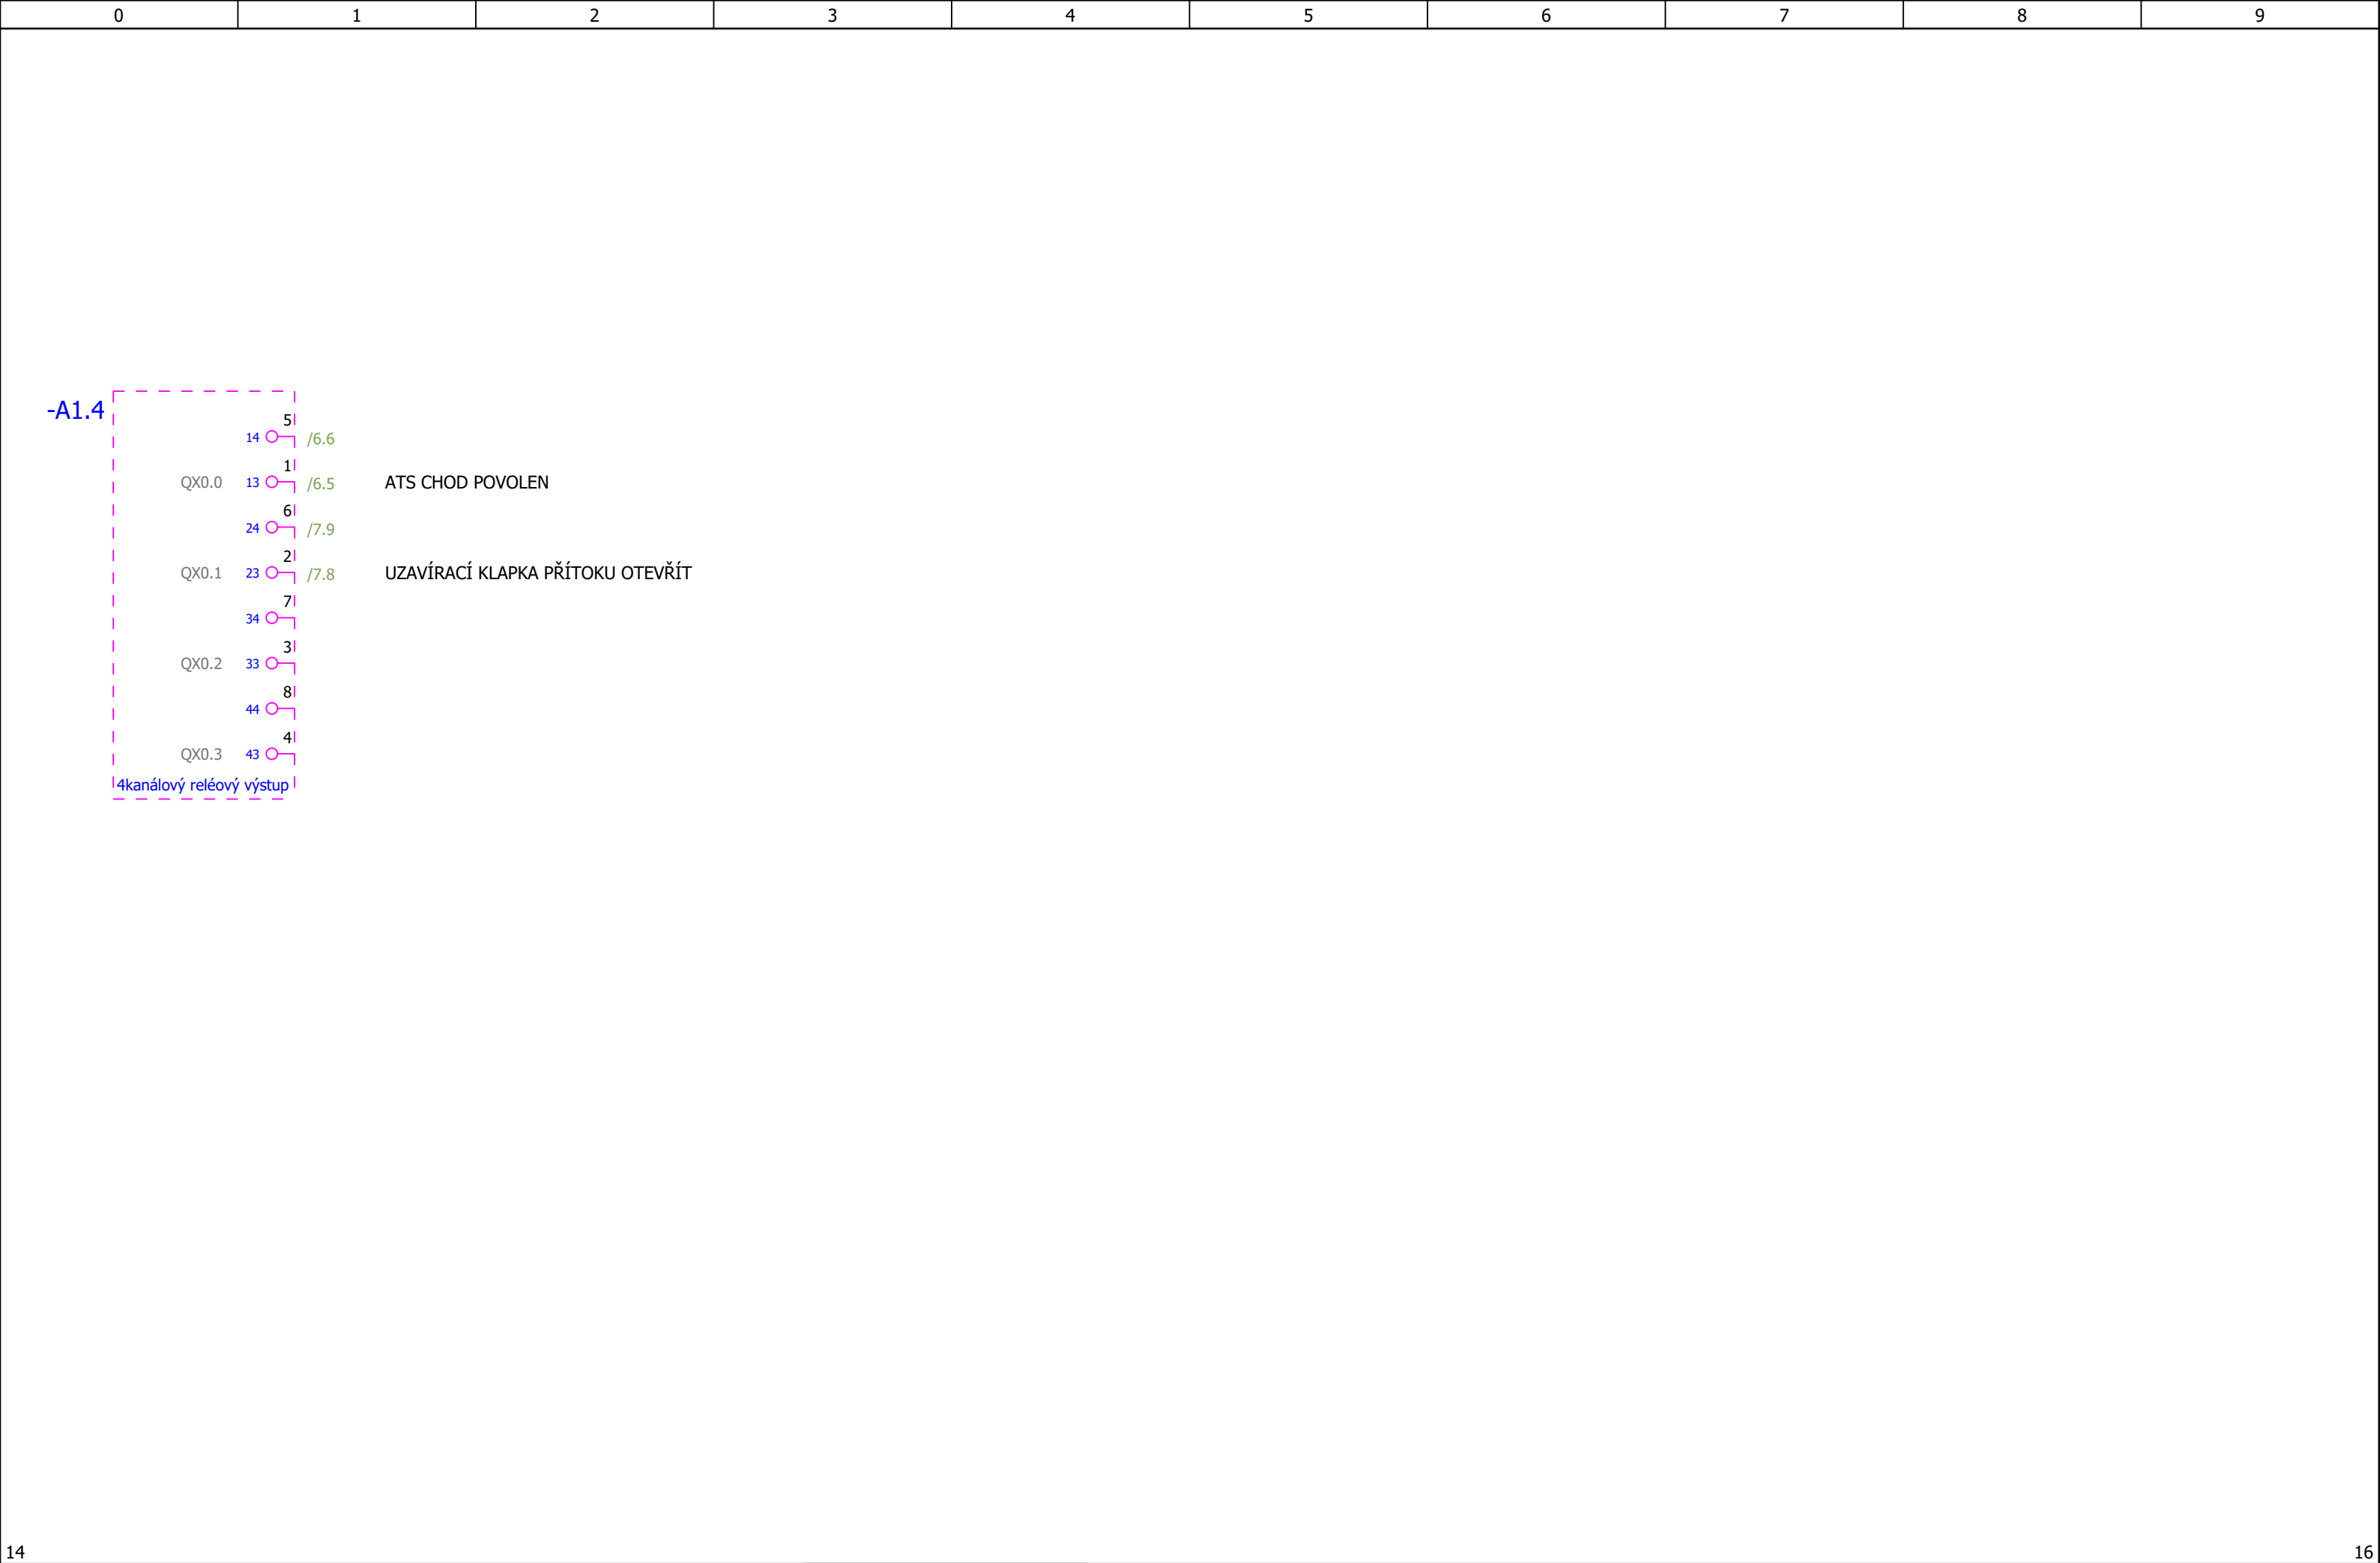 0 1 2 3 4 5 6 7 8 9
-A1.4
5
14 /6.6
1
QX0.0 13 /6.5 ATS CHOD POVOLEN
6
24 /7.9
2
QX0.1 23 /7.8 UZAVÍRACÍ KLAPKA PŘÍTOKU OTEVŘÍT
7
34
3
QX0.2 33
8
44
4
QX0.3 43
4kanálový reléový výstup
14 16